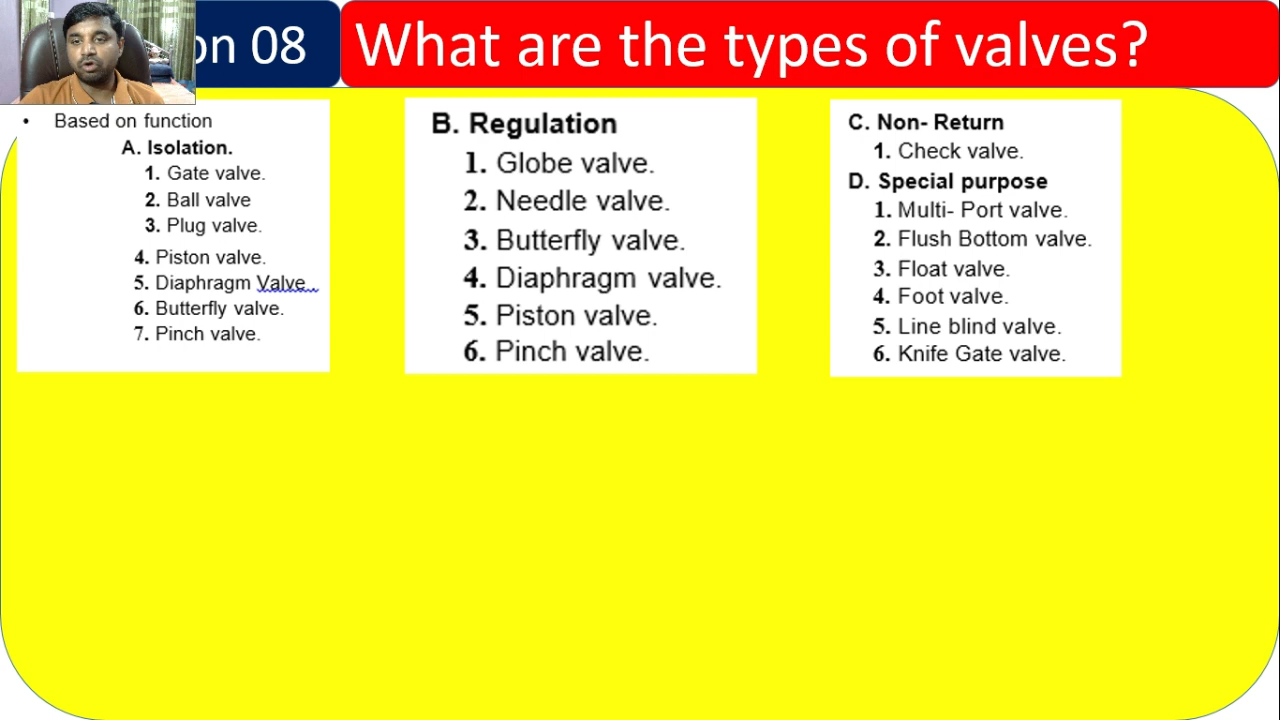 on 08
What are the types of valves?
• Based on function
A. Isolation.
1. Gate valve.
2. Ball valve
3. Plug valve.
4. Piston valve.
5. Diaphragm Valve .
6. Butterfly valve.
7. Pinch valve.
B. Regulation
1. Globe valve.
2. Needle valve.
3. Butterfly valve.
4. Diaphragm valve.
5. Piston valve.
6. Pinch valve.
C. Non- Return
1. Check valve.
D. Special purpose
1. Multi- Port valve.
2. Flush Bottom valve.
3. Float valve.
4. Foot valve.
5. Line blind valve.
6. Knife Gate valve.